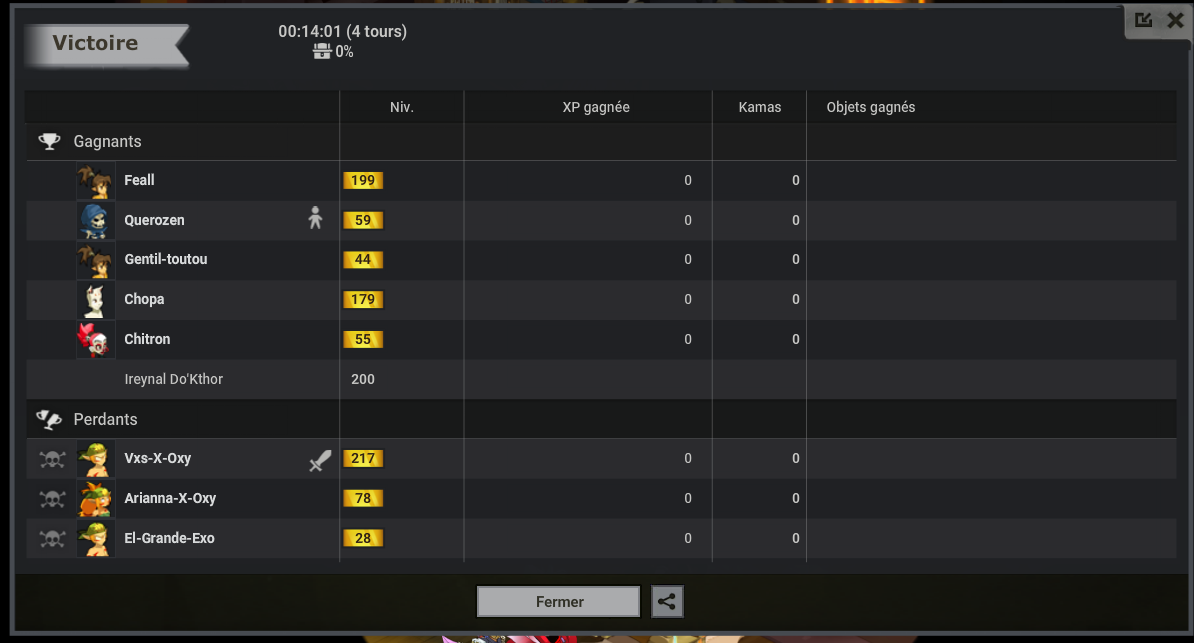 Victoire
00:14:01 (4 tours)
0%
Niv. XP gagnée Kamas Objets gagnés
Gagnants
Feall 199 0 0
Querozen 59 0 0
Gentil-toutou 44 0 0
Chopa 179 0 0
Chitron 55 0 0
Ireynal Do'Kthor 200
Perdants
Vxs-X-Oxy 217 0 0
Arianna-X-Oxy 78 0 0
El-Grande-Exo 28 0 0
Fermer